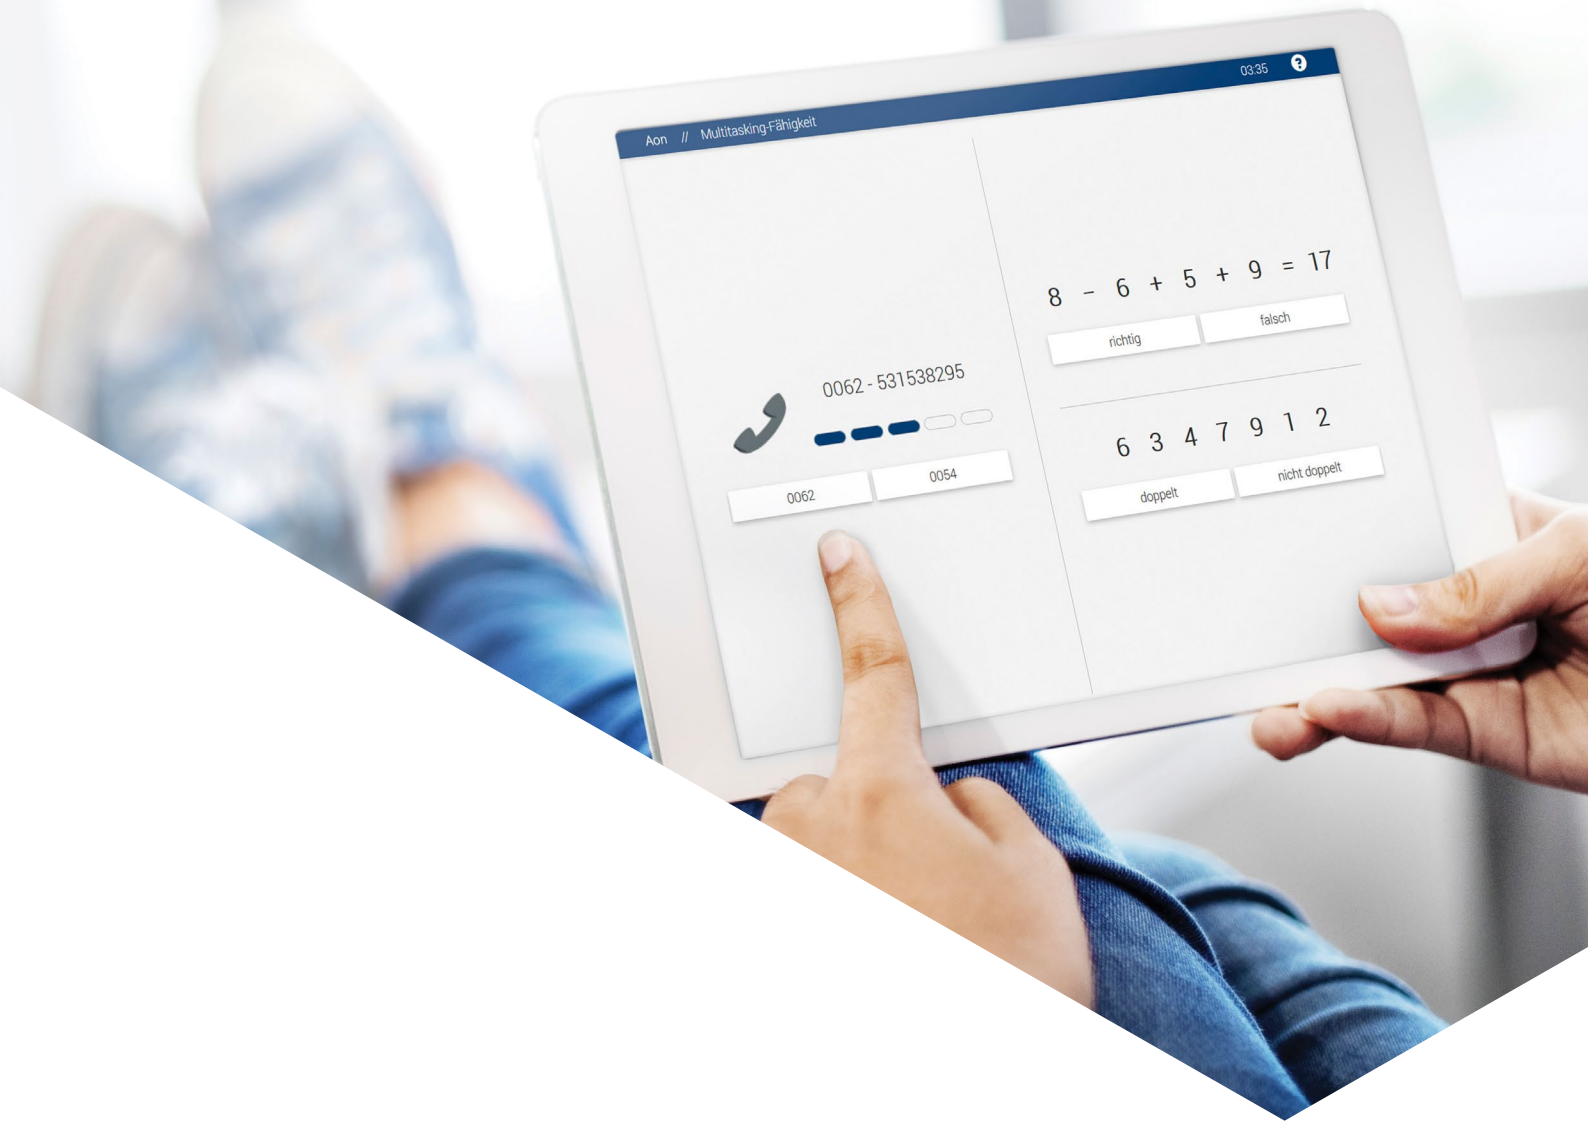 Aon // Multitasking-Fähigkeit
03:35 ?
0062 - 531538295
0062
0054
8 - 6 + 5 + 9 = 17
richtig
falsch
6 3 4 7 9 1 2
doppelt
nicht doppelt